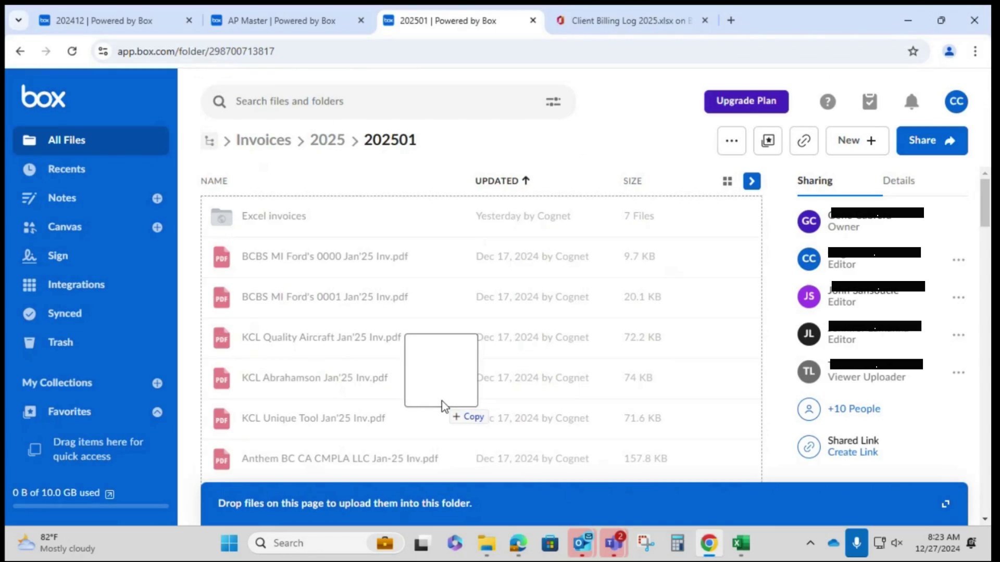 202412 | Powered by Box
AP Master | Powered by Box
202501 | Powered by Box
Client Billing Log 2025.xlsx on
app.box.com/folder/298700713817
box
Search files and folders
Upgrade Plan
CC
All Files
Invoices > 2025 > 202501
New +
Share
Recents
Notes
Canvas
Sign
Integrations
Synced
Trash
My Collections
Favorites
Drag items here for
quick access
0 B of 10.0 GB used
NAME
UPDATED
SIZE
Excel invoices
Yesterday by Cognet
7 Files
PDF
BCBS MI Ford's 0000 Jan'25 Inv.pdf
Dec 17, 2024 by Cognet
9.7 KB
PDF
BCBS MI Ford's 0001 Jan'25 Inv.pdf
Dec 17, 2024 by Cognet
20.1 KB
PDF
KCL Quality Aircraft Jan'25 Inv.pdf
Dec 17, 2024 by Cognet
72.2 KB
PDF
KCL Abrahamson Jan'25 Inv.pdf
Dec 17, 2024 by Cognet
74 KB
PDF
KCL Unique Tool Jan'25 Inv.pdf
+ Copy
17, 2024 by Cognet
71.6 KB
PDF
Anthem BC CA CMPLA LLC Jan-25 Inv.pdf
Dec 17, 2024 by Cognet
157.8 KB
Drop files on this page to upload them into this folder.
Sharing
Details
GC
Owner
CC
Editor
JS
Editor
JL
Editor
TL
Viewer Uploader
+10 People
Shared Link
Create Link
82°F
Mostly cloudy
Search
2
8:23 AM
12/27/2024